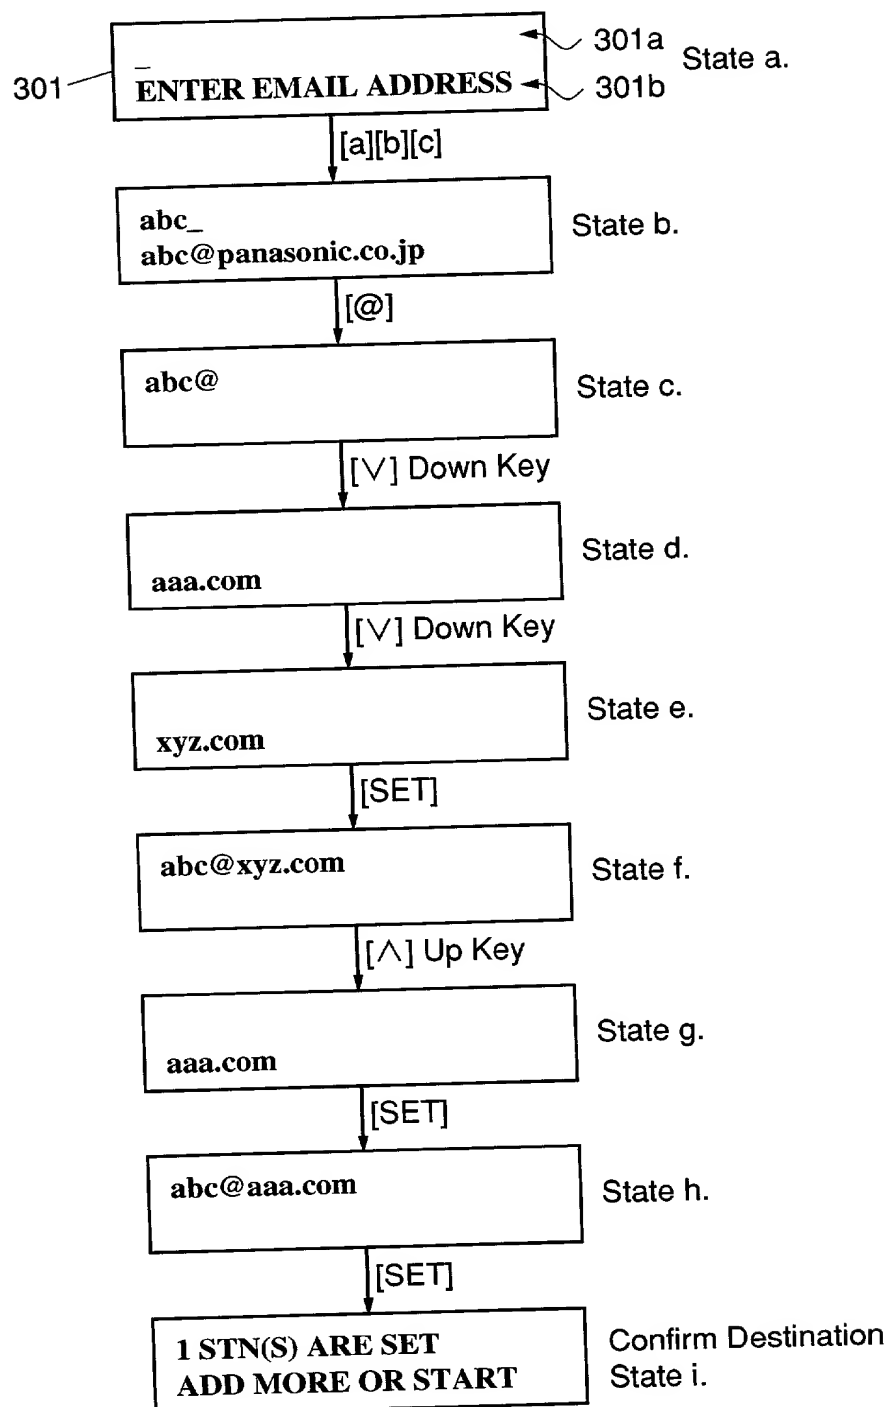 _
301a
State a.
301
ENTER EMAIL ADDRESS
301b
[a][b][c]
abc_
State b.
abc@panasonic.co.jp
[@]
abc@
State c.
[∨] Down Key
State d.
aaa.com
[∨] Down Key
State e.
xyz.com
[SET]
abc@xyz.com
State f.
[∧] Up Key
State g.
aaa.com
[SET]
abc@aaa.com
State h.
[SET]
1 STN(S) ARE SET
ADD MORE OR START
Confirm Destination
State i.